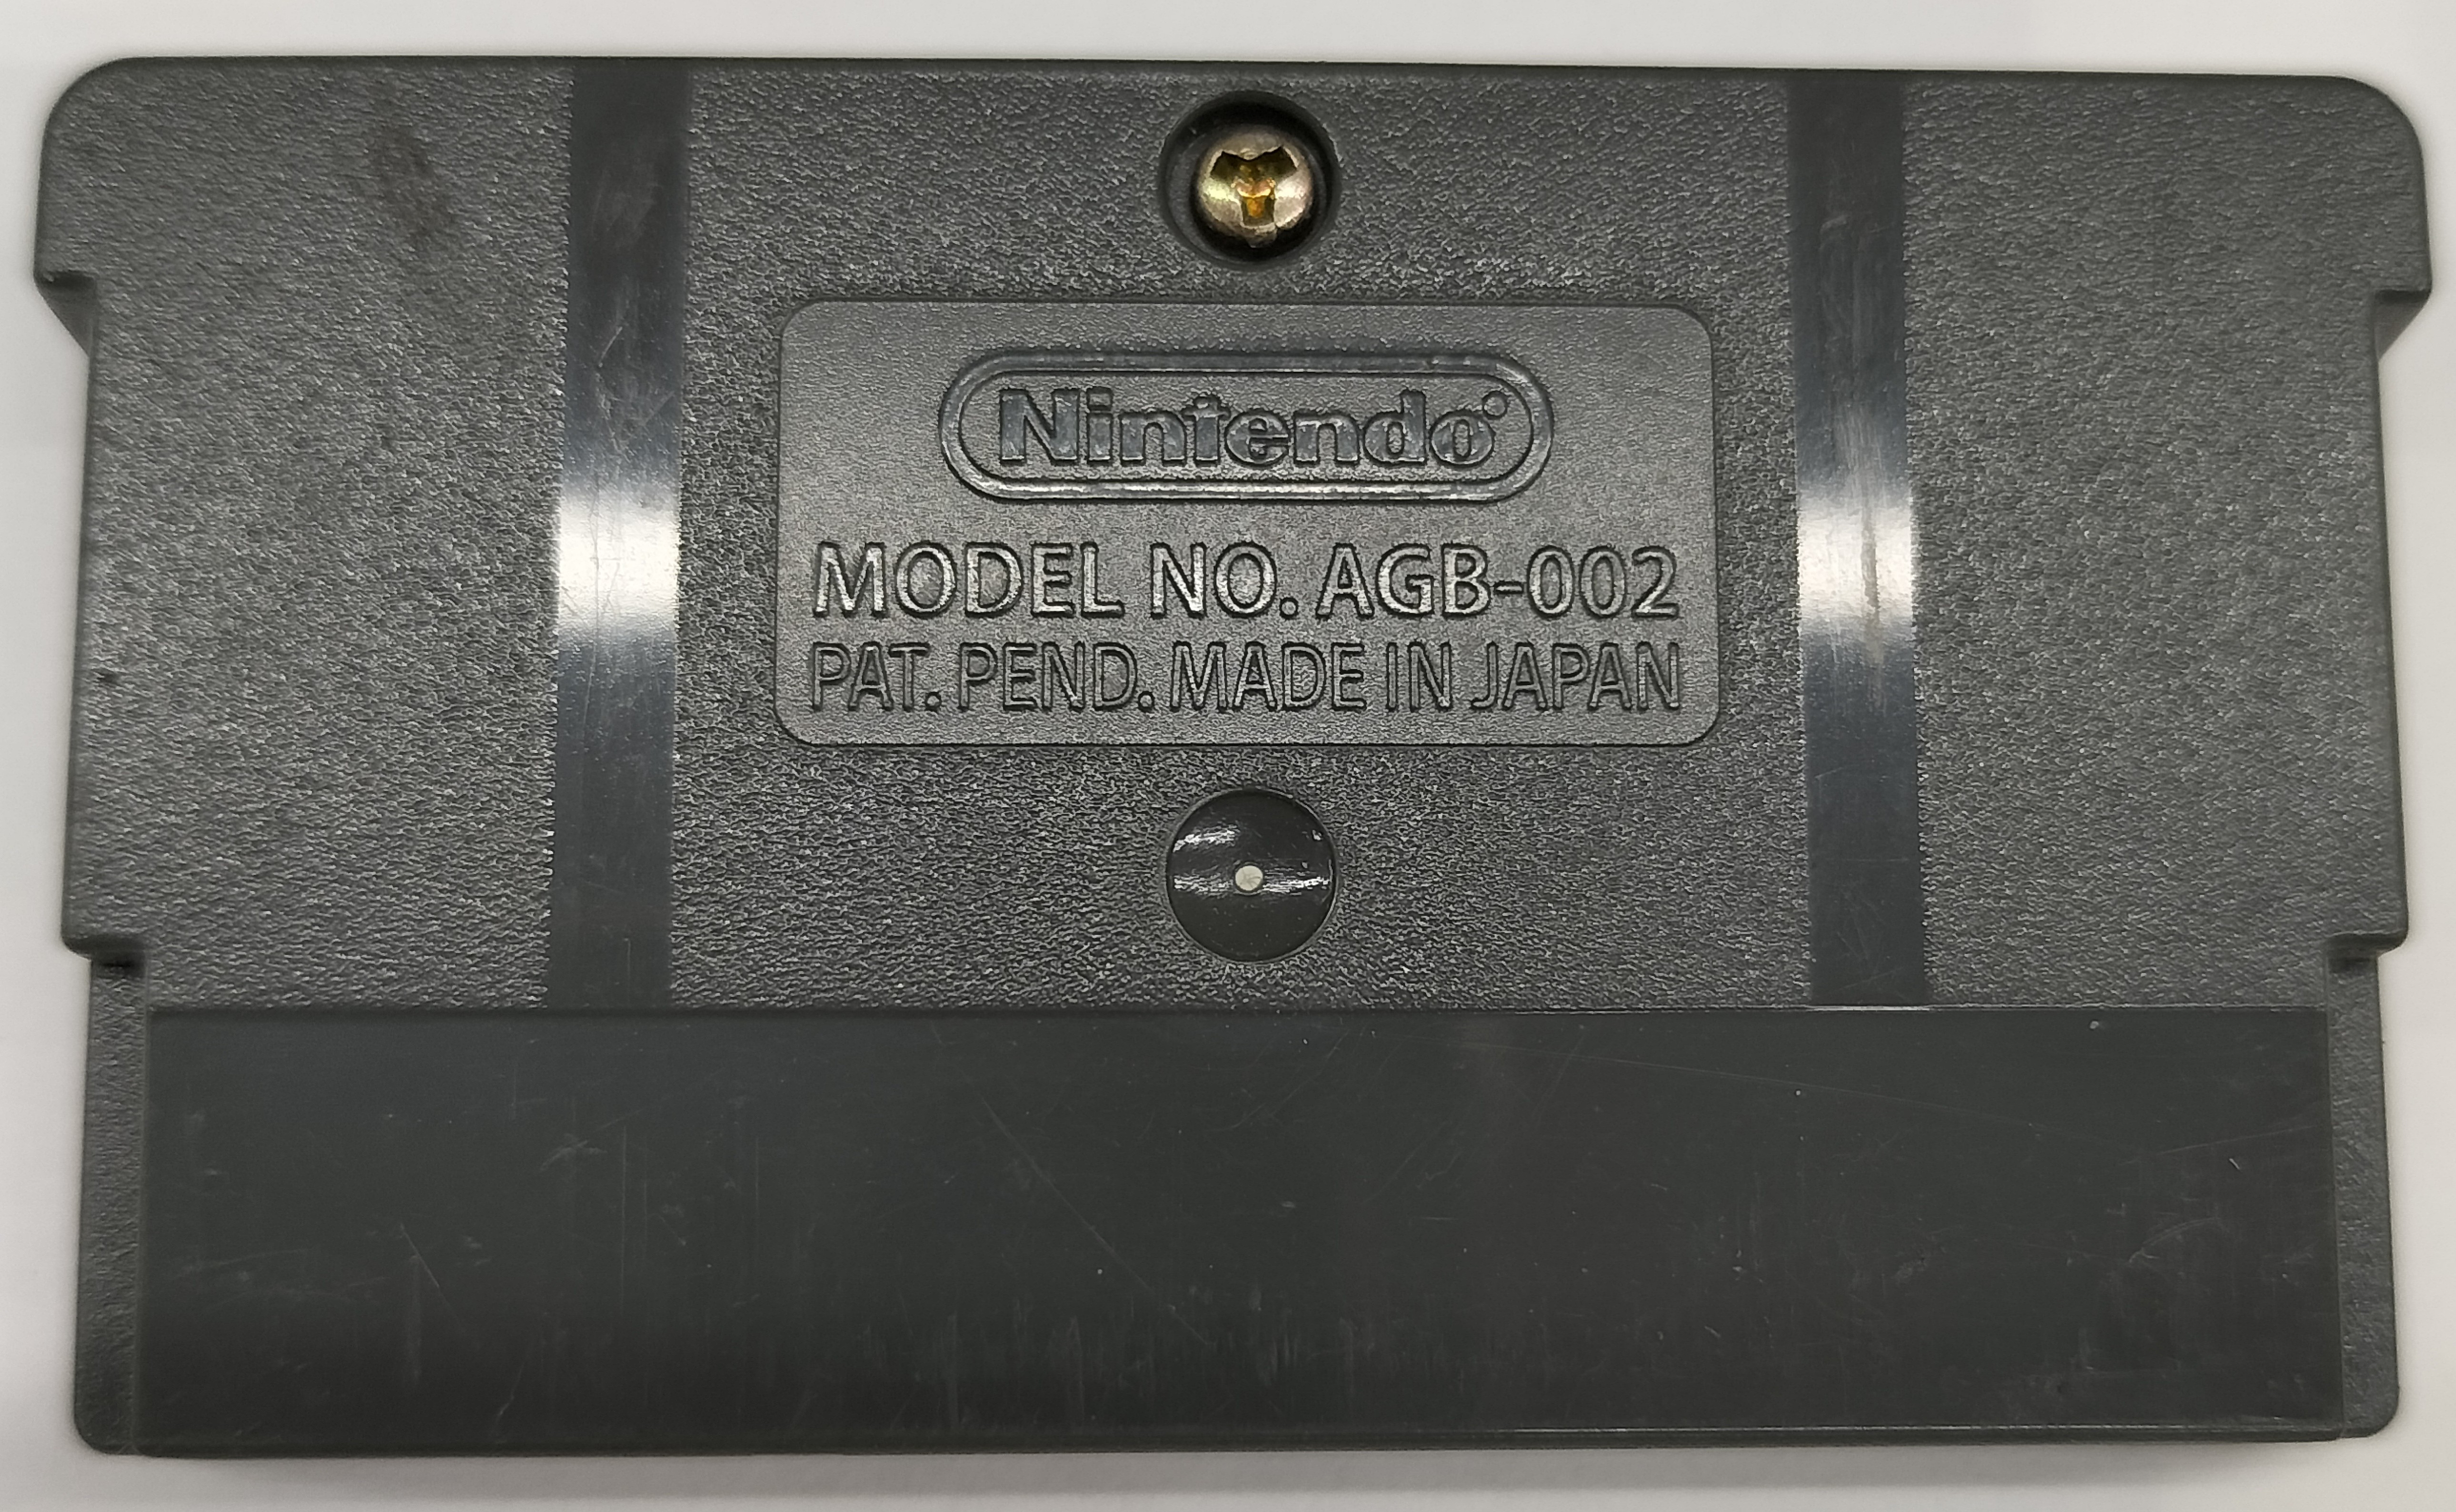 Nintendo
MODEL NO. AGB-002
PAT. PEND. MADE IN JAPAN